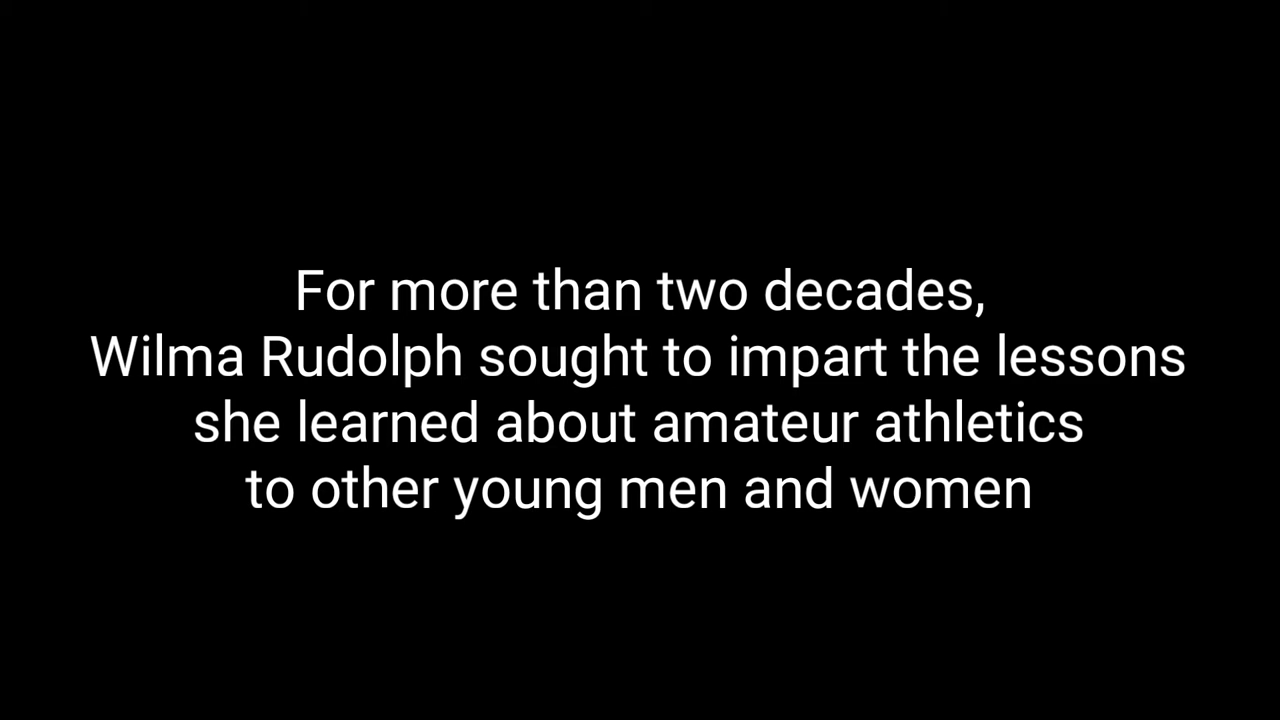 For more than two decades,
Wilma Rudolph sought to impart the lessons
she learned about amateur athletics
to other young men and women